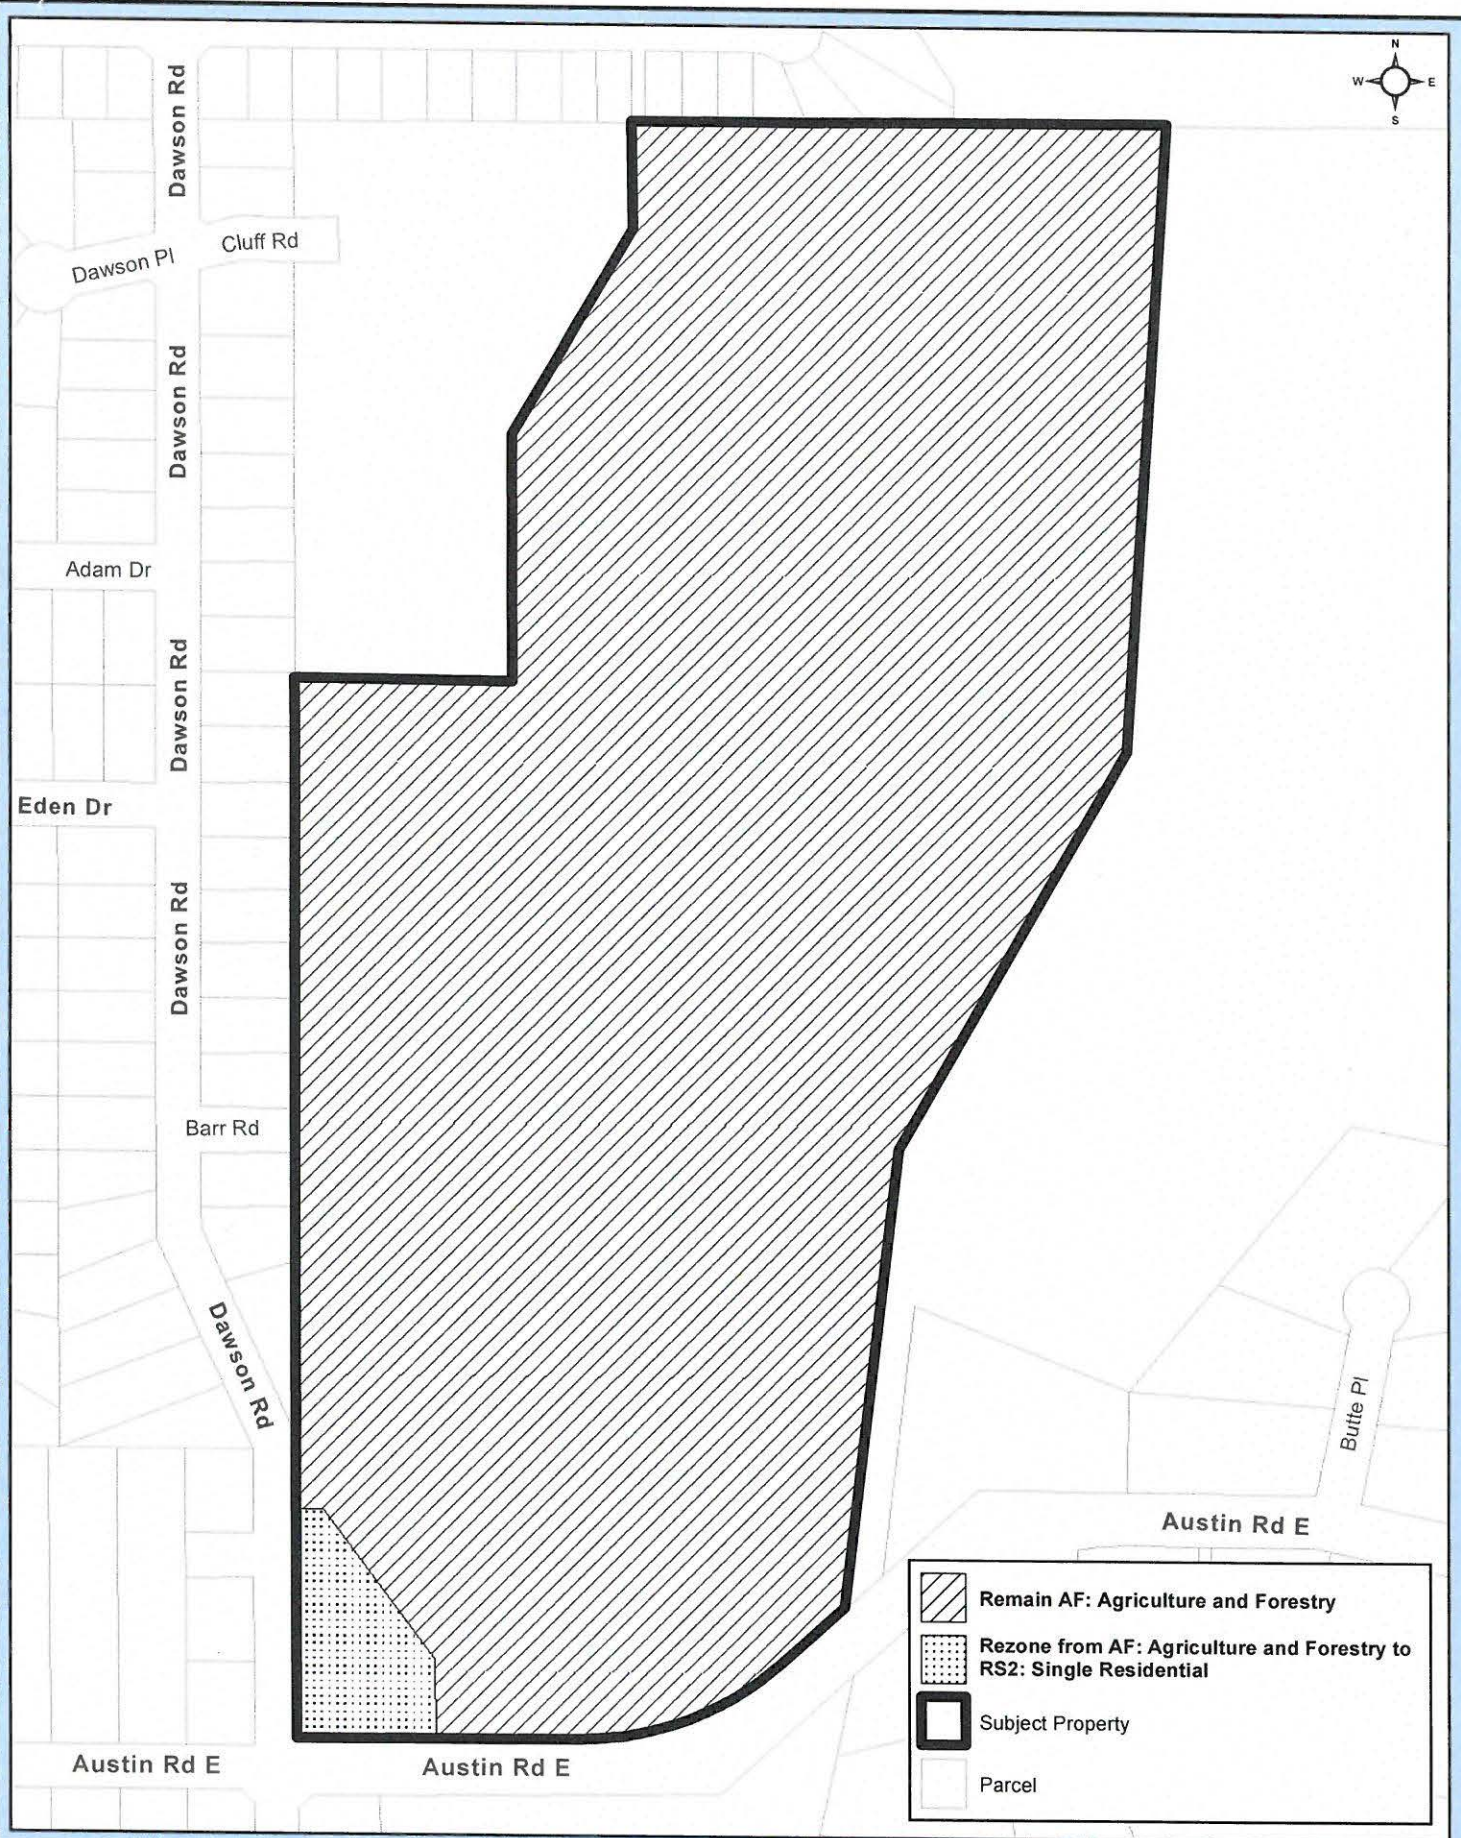 N
W E
S
Dawson Rd
Cluff Rd
Dawson Pl
Dawson Rd
Adam Dr
Dawson Rd
Eden Dr
Dawson Rd
Barr Rd
Dawson Rd
Butte Pl
Austin Rd E
Austin Rd E
Austin Rd E
Remain AF: Agriculture and Forestry
Rezone from AF: Agriculture and Forestry to
RS2: Single Residential
Subject Property
Parcel